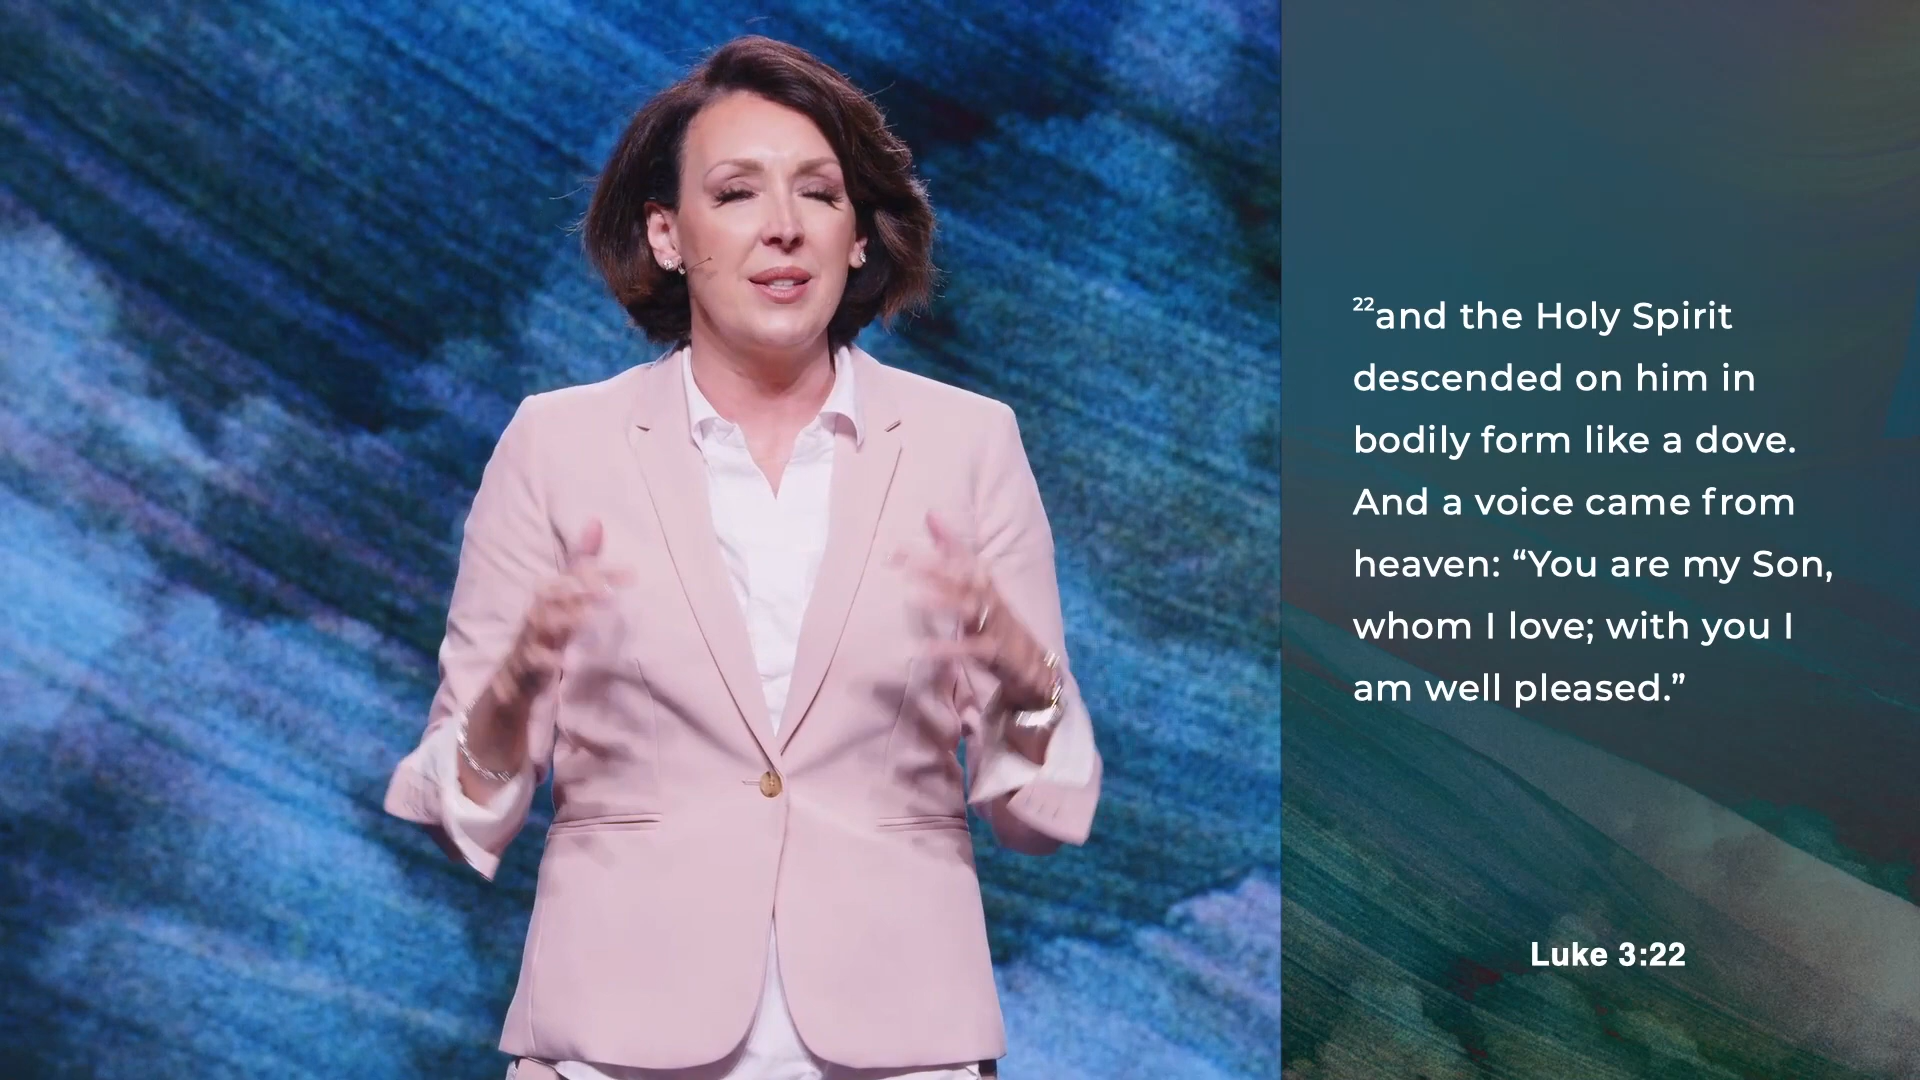 22and the Holy Spirit
descended on him in
bodily form like a dove.
And a voice came from
heaven: “You are my Son,
whom I love; with you I
am well pleased.”
Luke 3:22